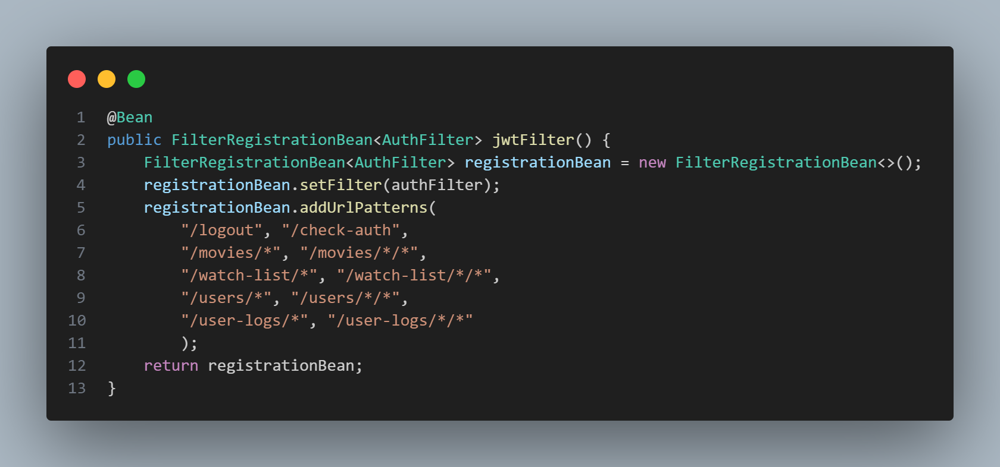 1 @Bean
2 public FilterRegistrationBean<AuthFilter> jwtFilter() {
3     FilterRegistrationBean<AuthFilter> registrationBean = new FilterRegistrationBean<>();
4     registrationBean.setFilter(authFilter);
5     registrationBean.addUrlPatterns(
6         "/logout", "/check-auth",
7         "/movies/*", "/movies/*/*",
8         "/watch-list/*", "/watch-list/*/*",
9         "/users/*", "/users/*/*",
10         "/user-logs/*", "/user-logs/*/*"
11         );
12     return registrationBean;
13 }